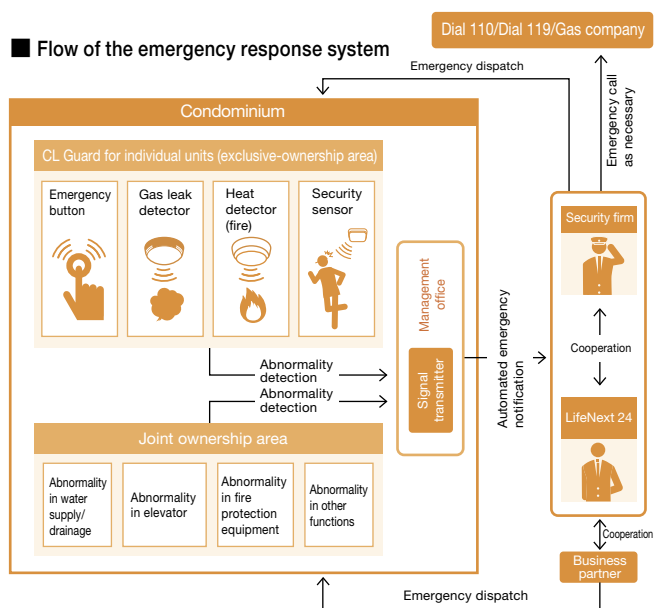 ■ Flow of the emergency response system
Dial 110/Dial 119/Gas company
Emergency dispatch
Emergency call
as necessary
Condominium
CL Guard for individual units (exclusive-ownership area)
Emergency
button
Gas leak
detector
Heat
detector
(fire)
Security
sensor
Management
office
Signal
transmitter
Abnormality
detection
Abnormality
detection
Automated emergency
notification
Security firm
Cooperation
LifeNext 24
Joint ownership area
Abnormality
in water
supply/
drainage
Abnormality
in elevator
Abnormality
in fire
protection
equipment
Abnormality
in other
functions
Cooperation
Business
partner
Emergency dispatch